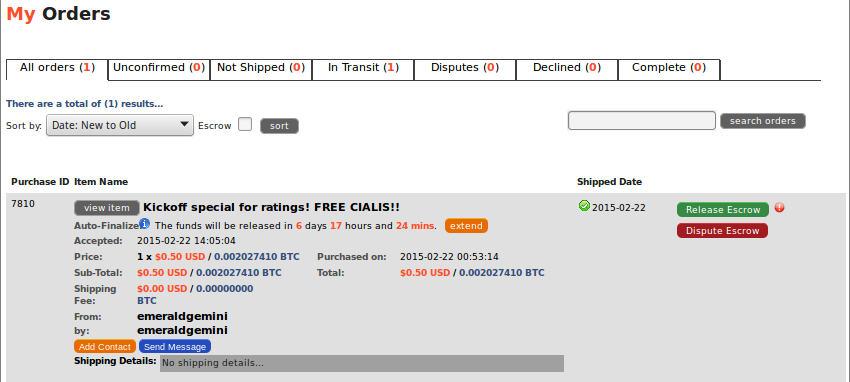 My Orders
All orders (1) Unconfirmed (0) Not Shipped (0) In Transit (1) Disputes (0) Declined (0) Complete (0)
There are a total of (1) results...
Sort by: Date: New to Old Escrow sort search orders
Purchase ID Item Name Shipped Date
7810 view item Kickoff special for ratings! FREE CIALIS!! 2015-02-22 Release Escrow
Auto-Finalize The funds will be released in 6 days 17 hours and 24 mins. extend Dispute Escrow
Accepted: 2015-02-22 14:05:04
Price: 1 x $0.50 USD / 0.002027410 BTC Purchased on: 2015-02-22 00:53:14
Sub-Total: $0.50 USD / 0.002027410 BTC Total: $0.50 USD / 0.002027410 BTC
Shipping $0.00 USD / 0.00000000
Fee: BTC
From: emeraldgemini
by: emeraldgemini
Add Contact Send Message
Shipping Details: No shipping details...